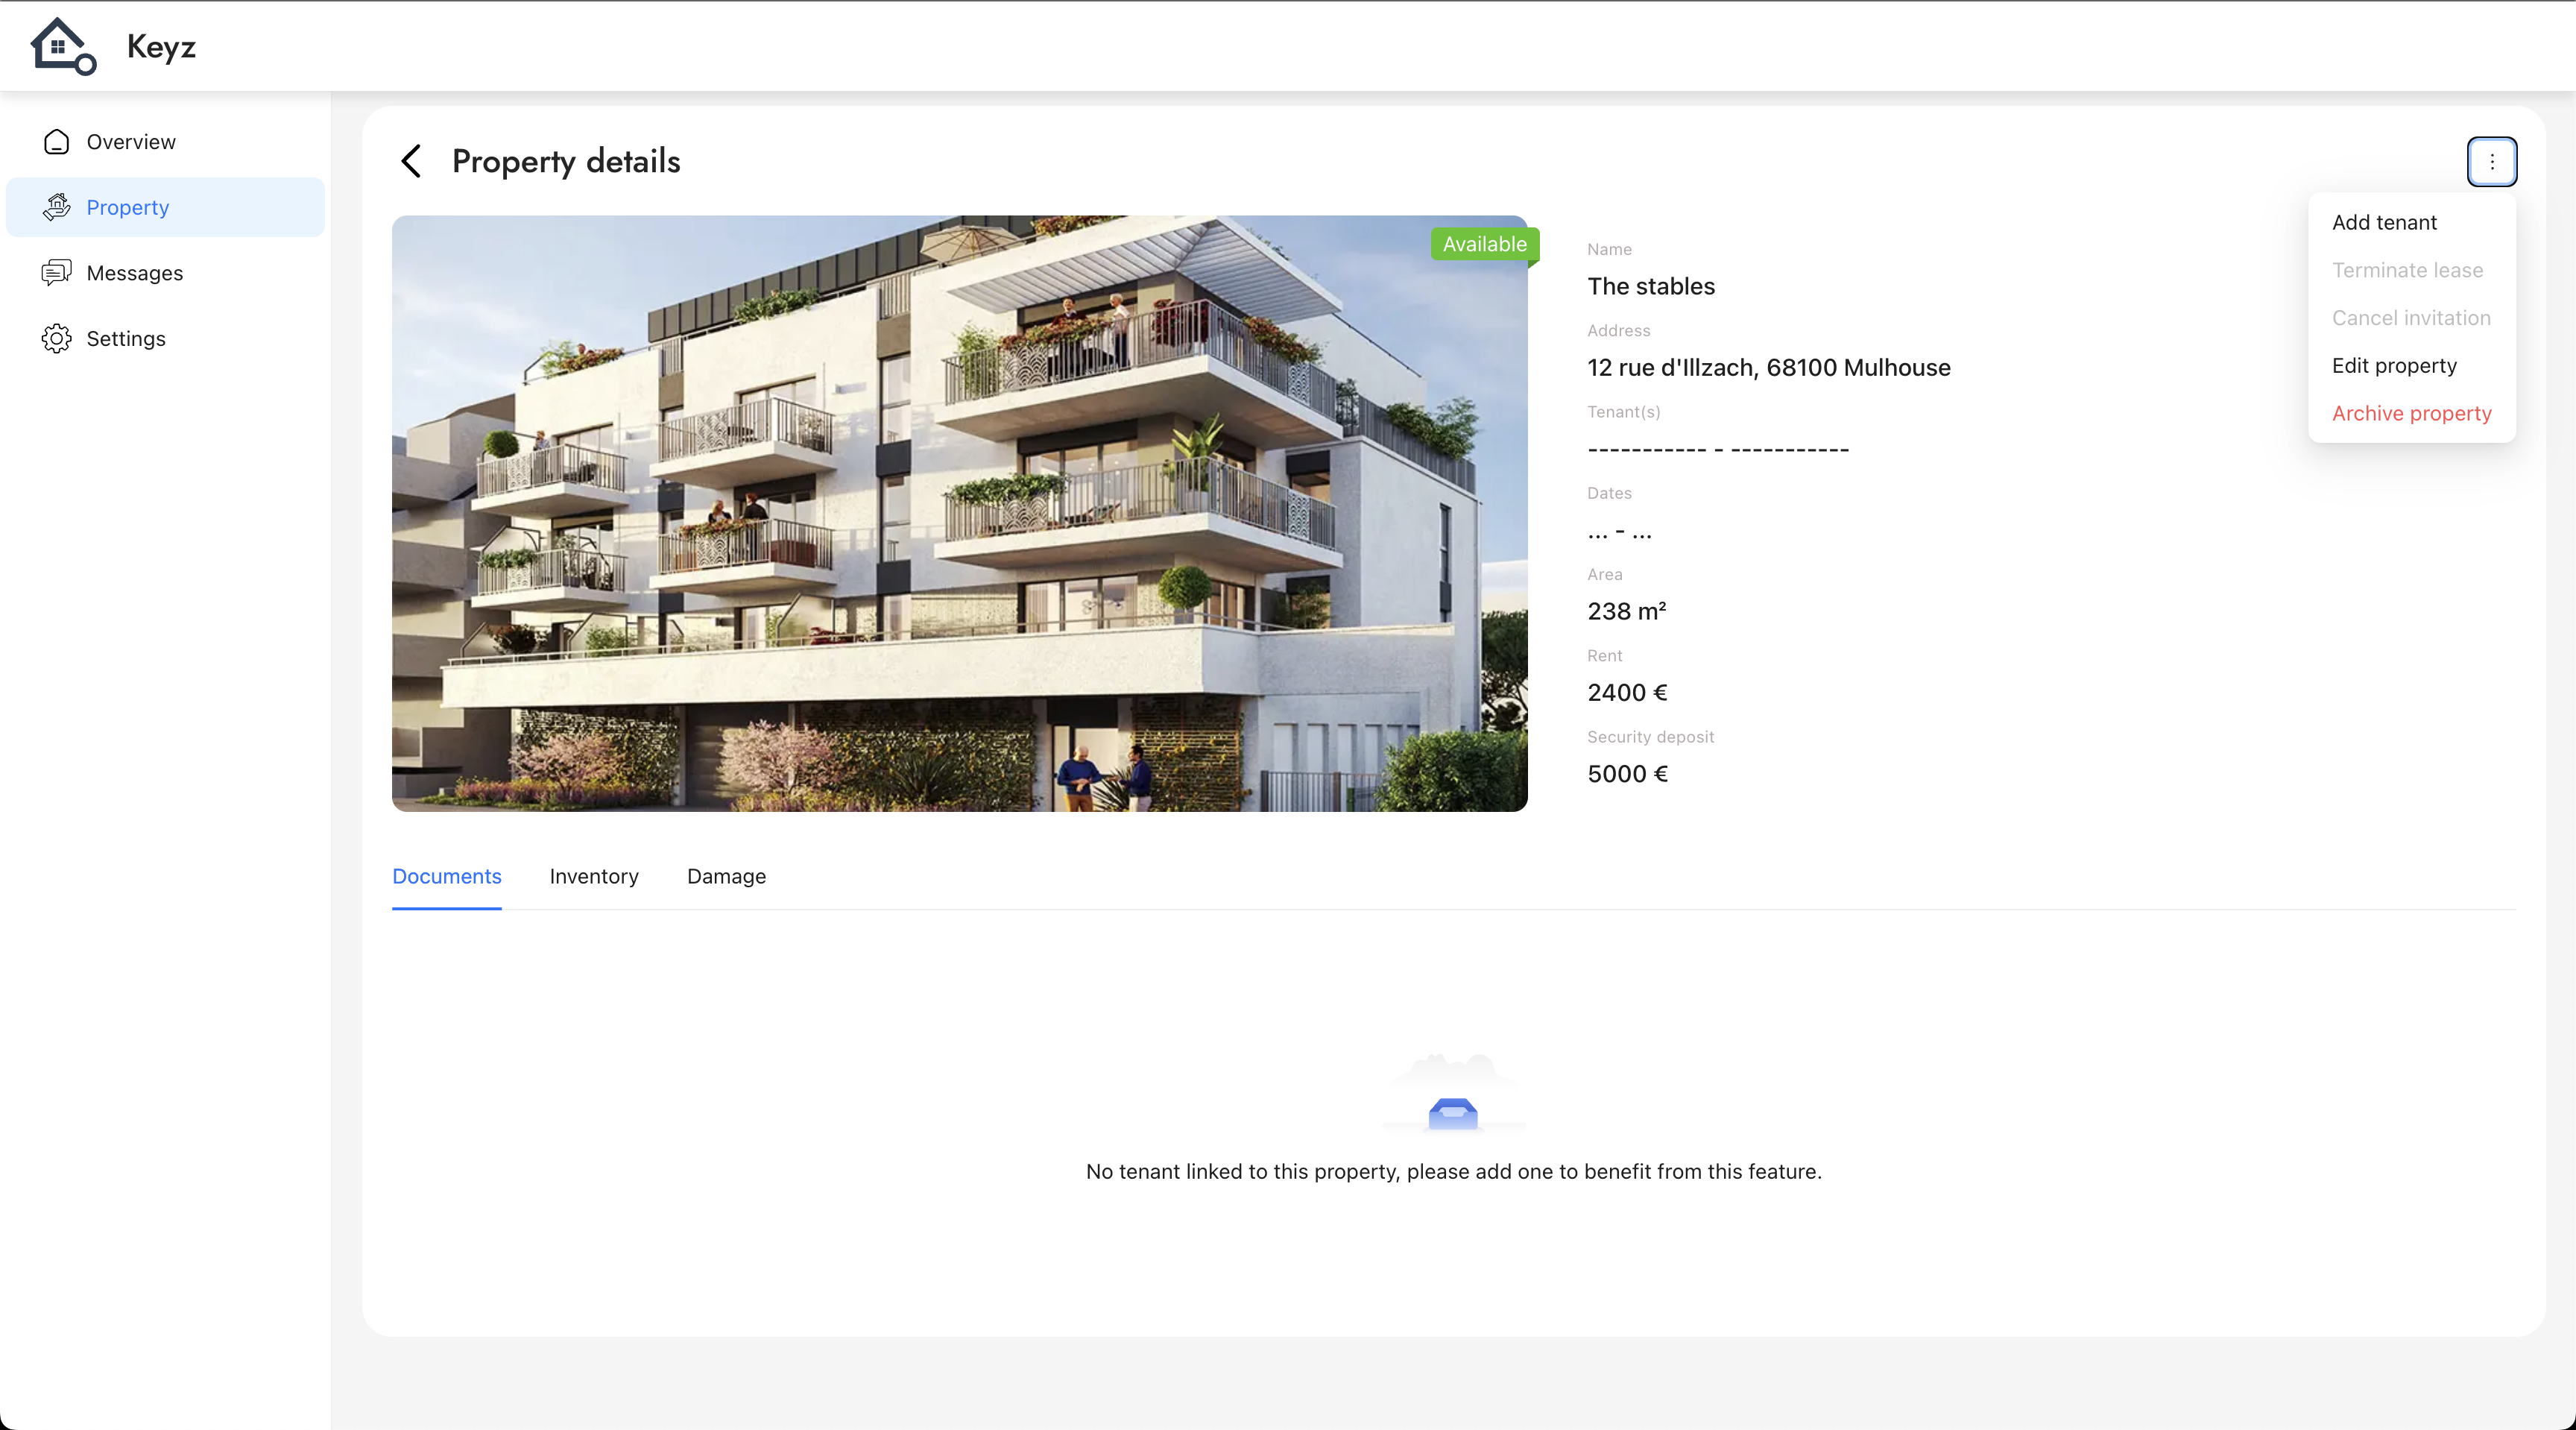 Keyz
Overview
Property
Messages
Settings
Property details
⋮
Add tenant
Terminate lease
Cancel invitation
Edit property
Archive property
Available
Name
The stables
Address
12 rue d'Illzach, 68100 Mulhouse
Tenant(s)
----------- - -----------
Dates
... - ...
Area
238 m²
Rent
2400 €
Security deposit
5000 €
Documents Inventory Damage
No tenant linked to this property, please add one to benefit from this feature.